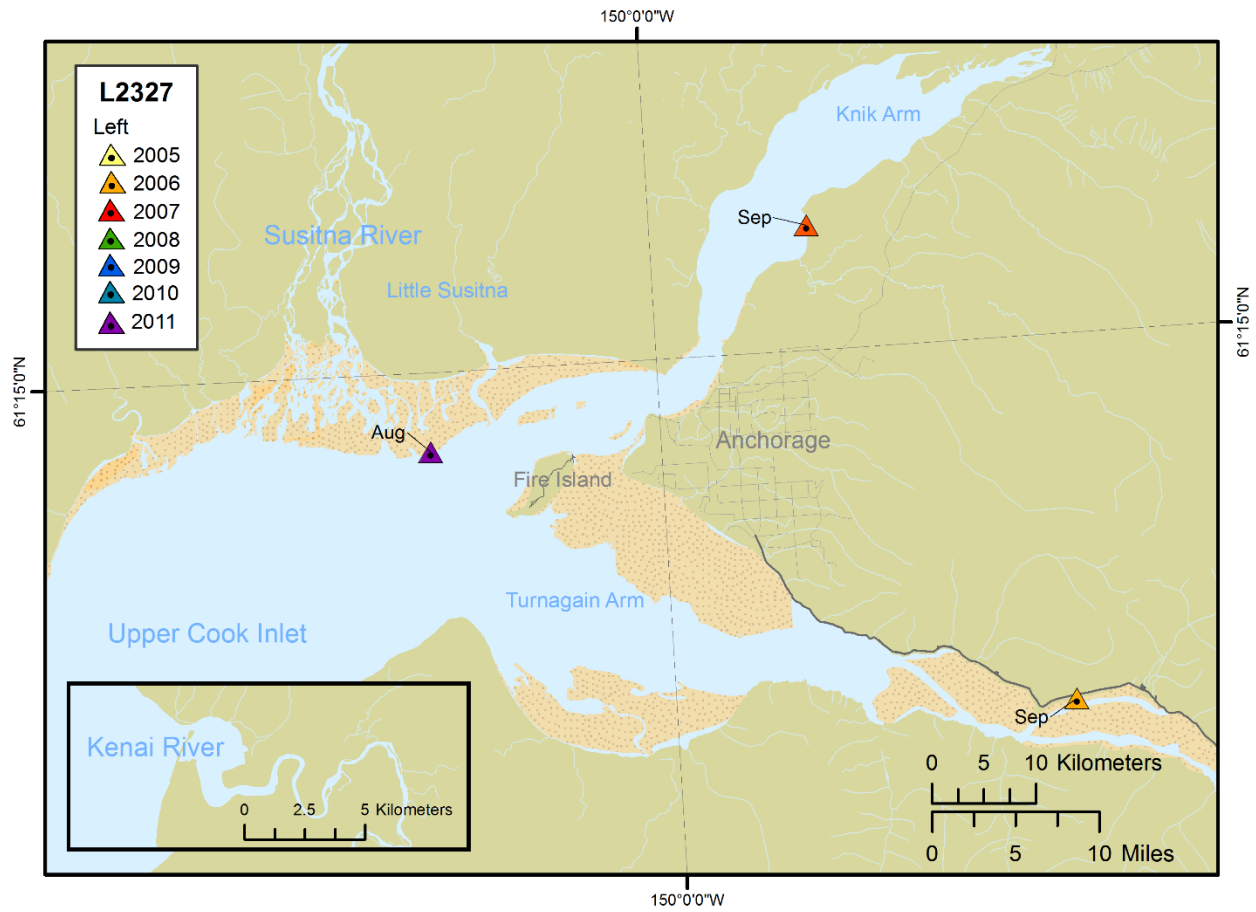 150°0'0"W
L2327
Left
2005
2006
2007
2008
2009
2010
2011
Knik Arm
Sep
Susitna River
Little Susitna
61°15'0"N
61°15'0"N
Aug
Anchorage
Fire Island
Turnagain Arm
Upper Cook Inlet
Sep
Kenai River
0 2.5 5 Kilometers
0 5 10 Kilometers
0 5 10 Miles
150°0'0"W